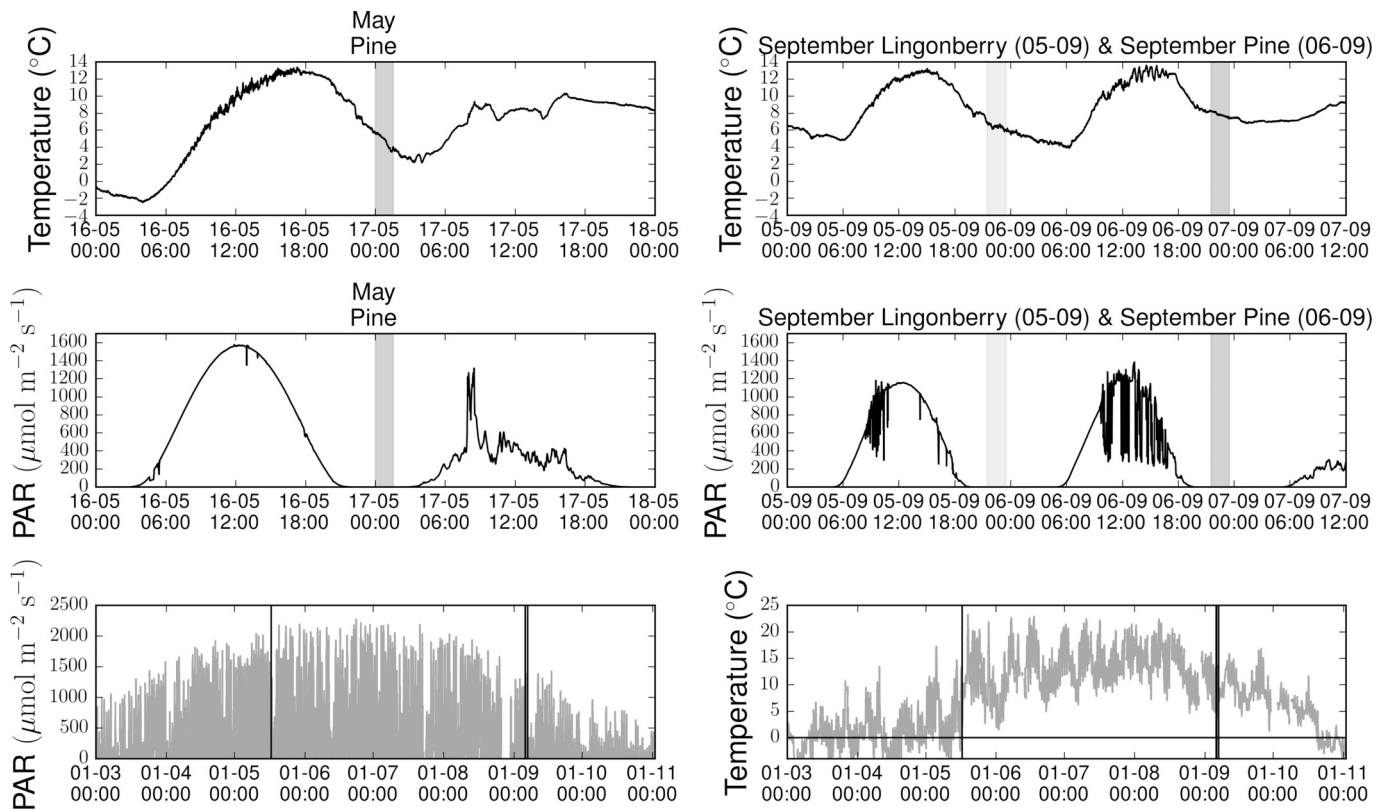 May
Pine
Temperature (°C)
14
12
10
8
6
4
2
0
−2
−4
16-05 16-05 16-05 16-05 17-05 17-05 17-05 17-05 18-05
00:00 06:00 12:00 18:00 00:00 06:00 12:00 18:00 00:00
September Lingonberry (05-09) & September Pine (06-09)
Temperature (°C)
14
12
10
8
6
4
2
0
−2
−4
05-09 05-09 05-09 05-09 06-09 06-09 06-09 06-09 07-09 07-09 07-09
00:00 06:00 12:00 18:00 00:00 06:00 12:00 18:00 00:00 06:00 12:00
May
Pine
PAR (μmol m−2 s−1)
1600
1400
1200
1000
800
600
400
200
0
16-05 16-05 16-05 16-05 17-05 17-05 17-05 17-05 18-05
00:00 06:00 12:00 18:00 00:00 06:00 12:00 18:00 00:00
September Lingonberry (05-09) & September Pine (06-09)
PAR (μmol m−2 s−1)
1600
1400
1200
1000
800
600
400
200
0
05-09 05-09 05-09 05-09 06-09 06-09 06-09 06-09 07-09 07-09 07-09
00:00 06:00 12:00 18:00 00:00 06:00 12:00 18:00 00:00 06:00 12:00
PAR (μmol m−2 s−1)
2500
2000
1500
1000
500
0
01-03 01-04 01-05 01-06 01-07 01-08 01-09 01-10 01-11
00:00 00:00 00:00 00:00 00:00 00:00 00:00 00:00 00:00
Temperature (°C)
25
20
15
10
5
0
01-03 01-04 01-05 01-06 01-07 01-08 01-09 01-10 01-11
00:00 00:00 00:00 00:00 00:00 00:00 00:00 00:00 00:00